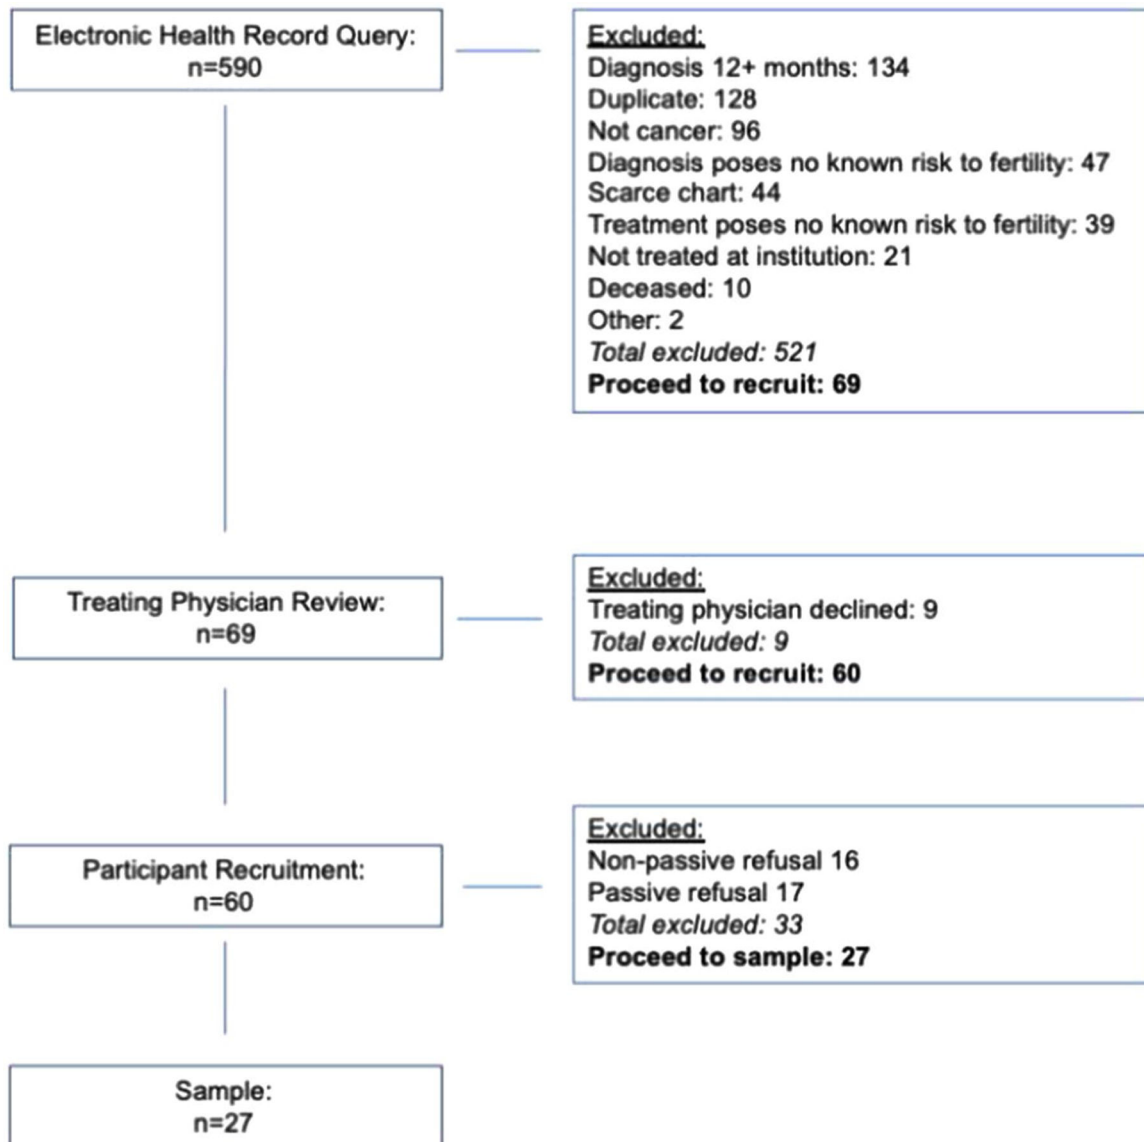 Electronic Health Record Query:
n=590
Excluded:
Diagnosis 12+ months: 134
Duplicate: 128
Not cancer: 96
Diagnosis poses no known risk to fertility: 47
Scarce chart: 44
Treatment poses no known risk to fertility: 39
Not treated at institution: 21
Deceased: 10
Other: 2
Total excluded: 521
Proceed to recruit: 69
Treating Physician Review:
n=69
Excluded:
Treating physician declined: 9
Total excluded: 9
Proceed to recruit: 60
Participant Recruitment:
n=60
Excluded:
Non-passive refusal 16
Passive refusal 17
Total excluded: 33
Proceed to sample: 27
Sample:
n=27